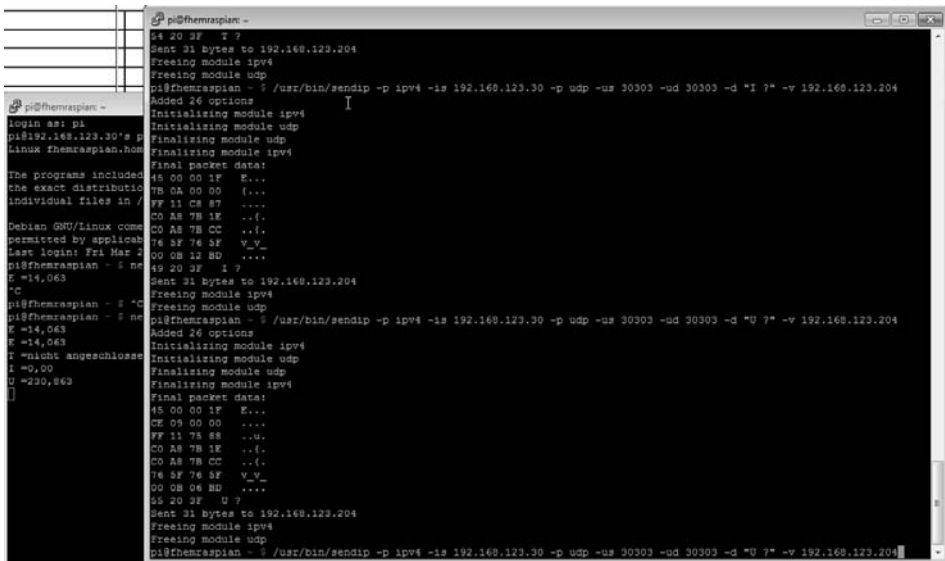 pi@fhemraspian: ~
54 20 3F   T ?
Sent 31 bytes to 192.168.123.204
Freeing module ipv4
Freeing module udp
pi@fhemraspian ~ $ /usr/bin/sendip -p ipv4 -is 192.168.123.30 -p udp -us 30303 -ud 30303 -d "I ?" -v 192.168.123.204
Added 26 options
Initializing module ipv4
Initializing module udp
Finalizing module udp
Finalizing module ipv4
Final packet data:
45 00 00 1F   E...
7B 0A 00 00   {...
FF 11 C8 87   ....
C0 A8 7B 1E   ..{.
C0 A8 7B CC   ..{.
76 5F 76 5F   v_v_
00 0B 12 BD   ....
49 20 3F   I ?
Sent 31 bytes to 192.168.123.204
Freeing module ipv4
Freeing module udp
pi@fhemraspian ~ $ /usr/bin/sendip -p ipv4 -is 192.168.123.30 -p udp -us 30303 -ud 30303 -d "U ?" -v 192.168.123.204
Added 26 options
Initializing module ipv4
Initializing module udp
Finalizing module udp
Finalizing module ipv4
Final packet data:
45 00 00 1F   E...
CE 09 00 00   ....
FF 11 75 88   ..u.
C0 A8 7B 1E   ..{.
C0 A8 7B CC   ..{.
76 5F 76 5F   v_v_
00 0B 06 BD   ....
55 20 3F   U ?
Sent 31 bytes to 192.168.123.204
Freeing module ipv4
Freeing module udp
pi@fhemraspian ~ $ /usr/bin/sendip -p ipv4 -is 192.168.123.30 -p udp -us 30303 -ud 30303 -d "U ?" -v 192.168.123.204
pi@fhemraspian: ~
login as: pi
pi@192.168.123.30's p
Linux fhemraspian.hom
The programs included
the exact distributio
individual files in /
Debian GNU/Linux come
permitted by applicab
Last login: Fri Mar 2
pi@fhemraspian ~ $ ne
E =14,063
^C
pi@fhemraspian ~ $ ^C
pi@fhemraspian ~ $ ne
E =14,063
E =14,063
T =nicht angeschlosse
I =0,00
U =230,863